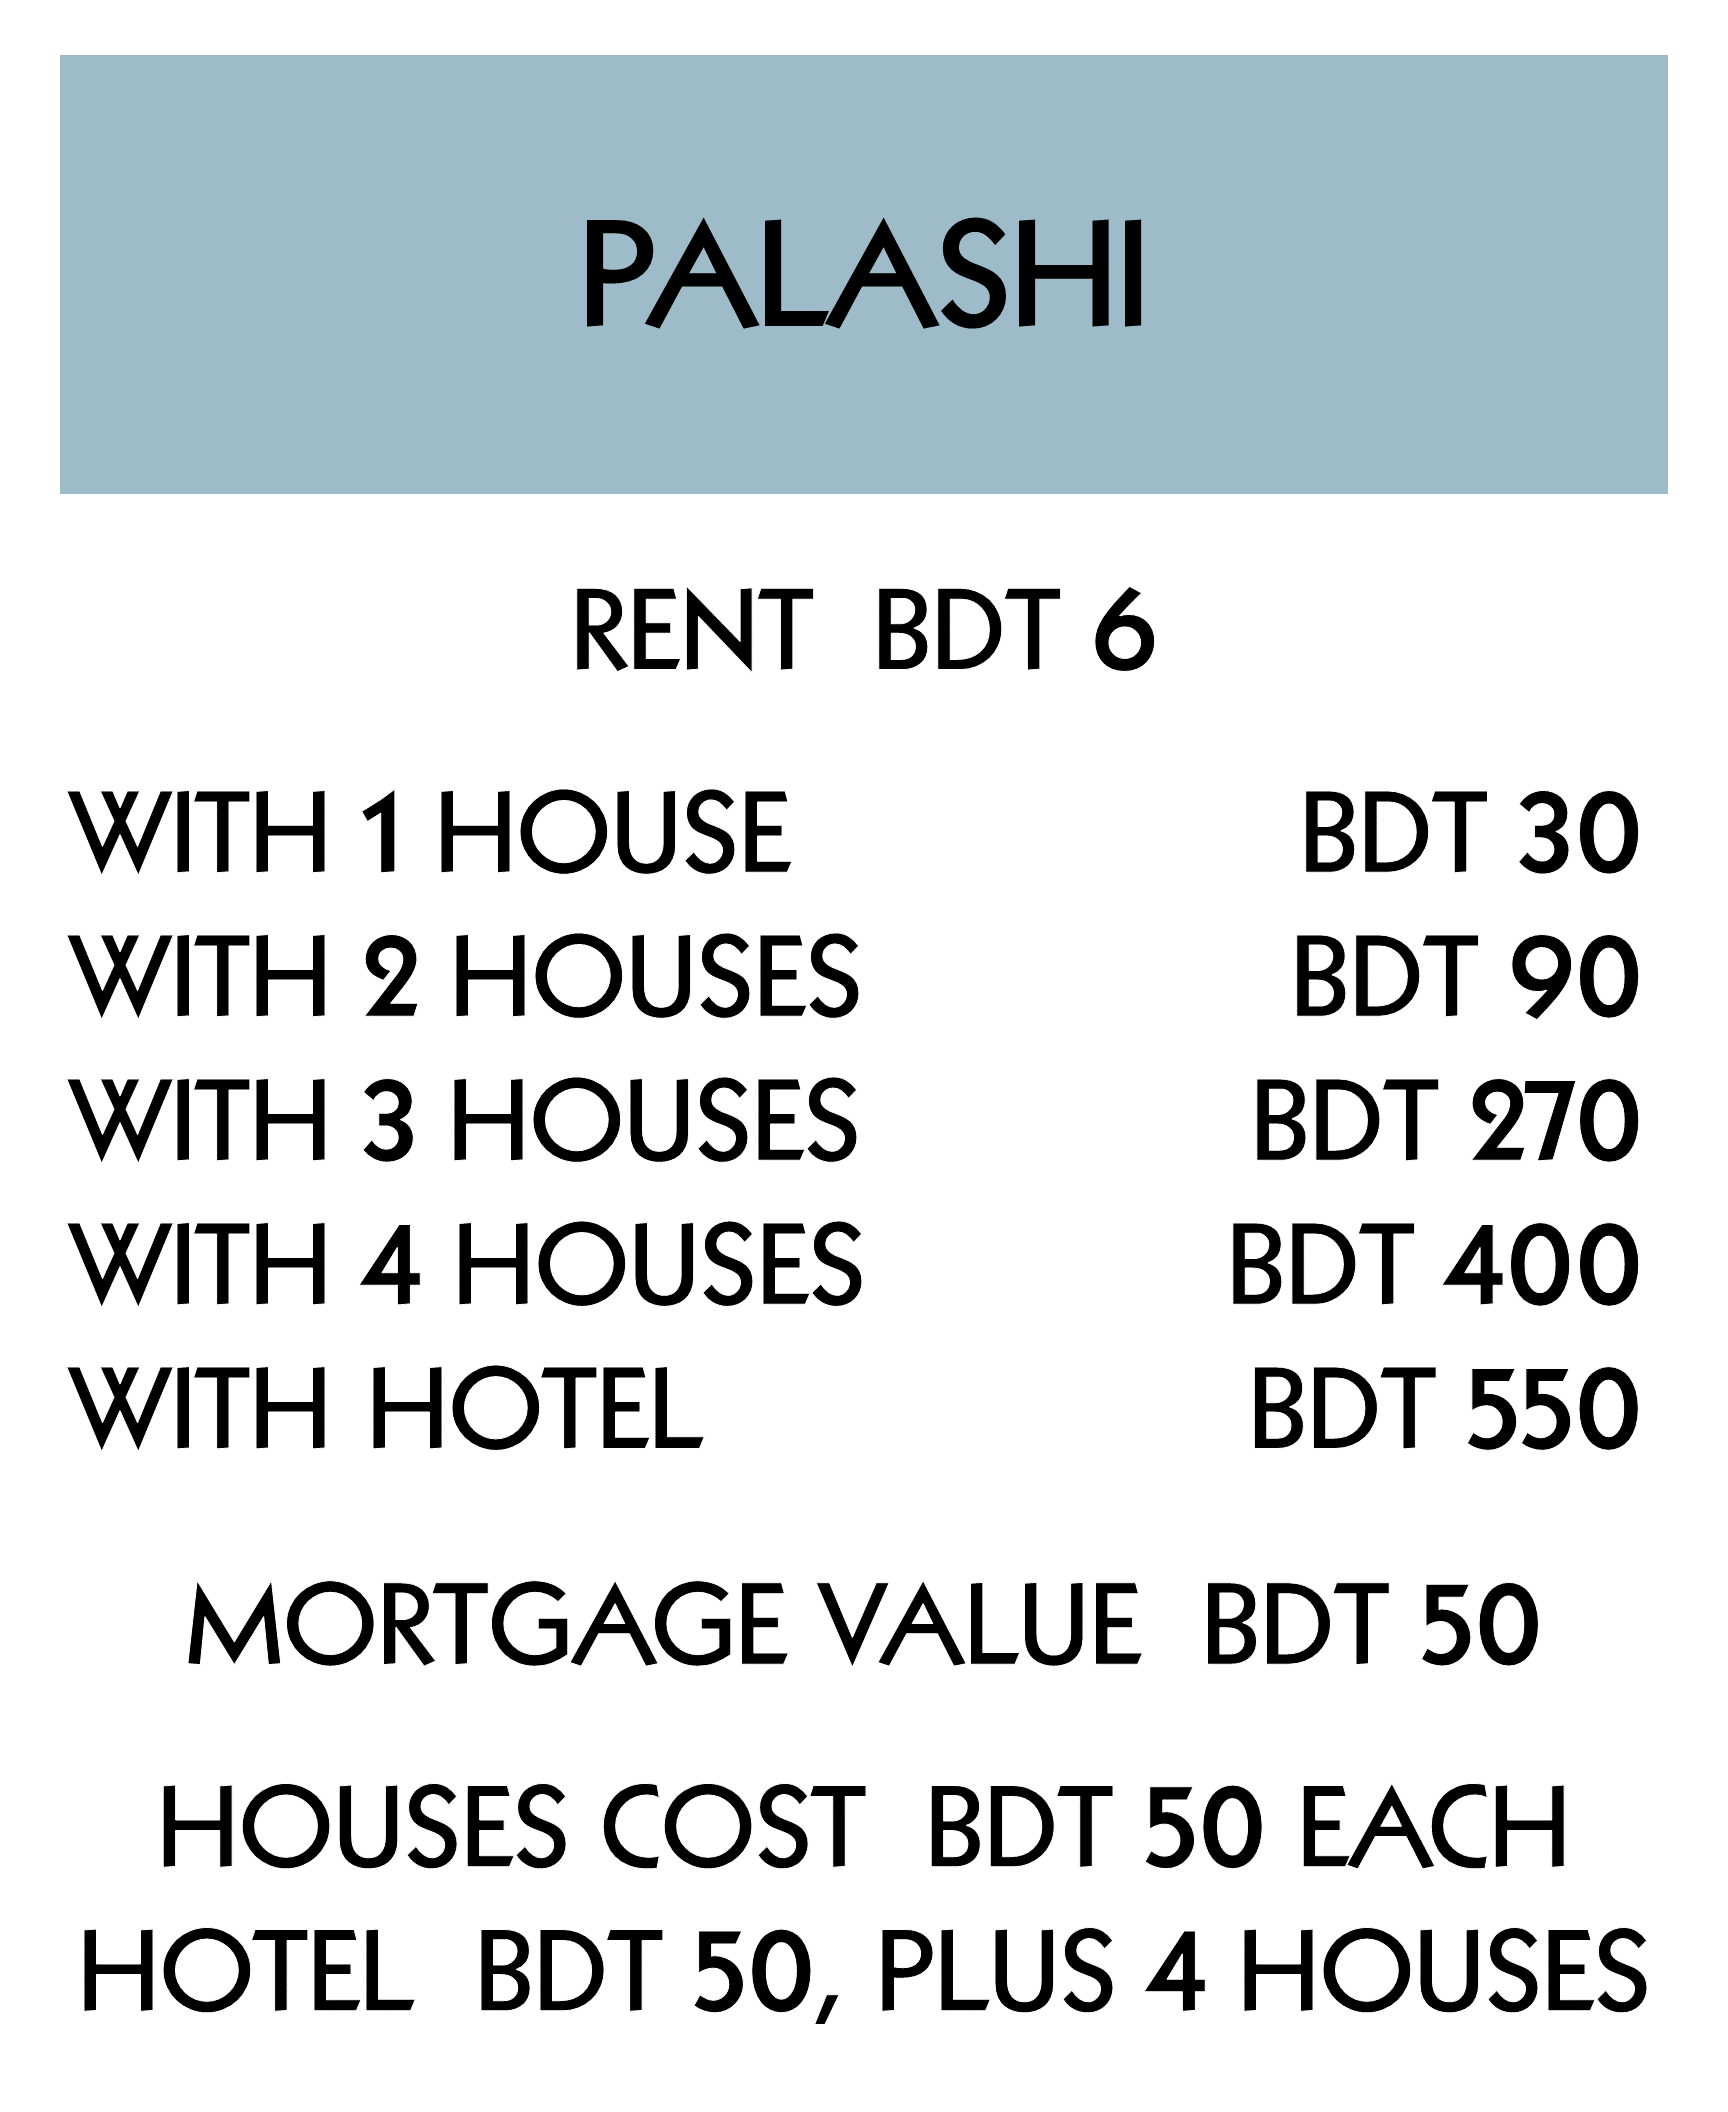 PALASHI
RENT BDT 6
WITH 1 HOUSE BDT 30
WITH 2 HOUSES BDT 90
WITH 3 HOUSES BDT 270
WITH 4 HOUSES BDT 400
WITH HOTEL BDT 550
MORTGAGE VALUE BDT 50
HOUSES COST BDT 50 EACH
HOTEL BDT 50, PLUS 4 HOUSES